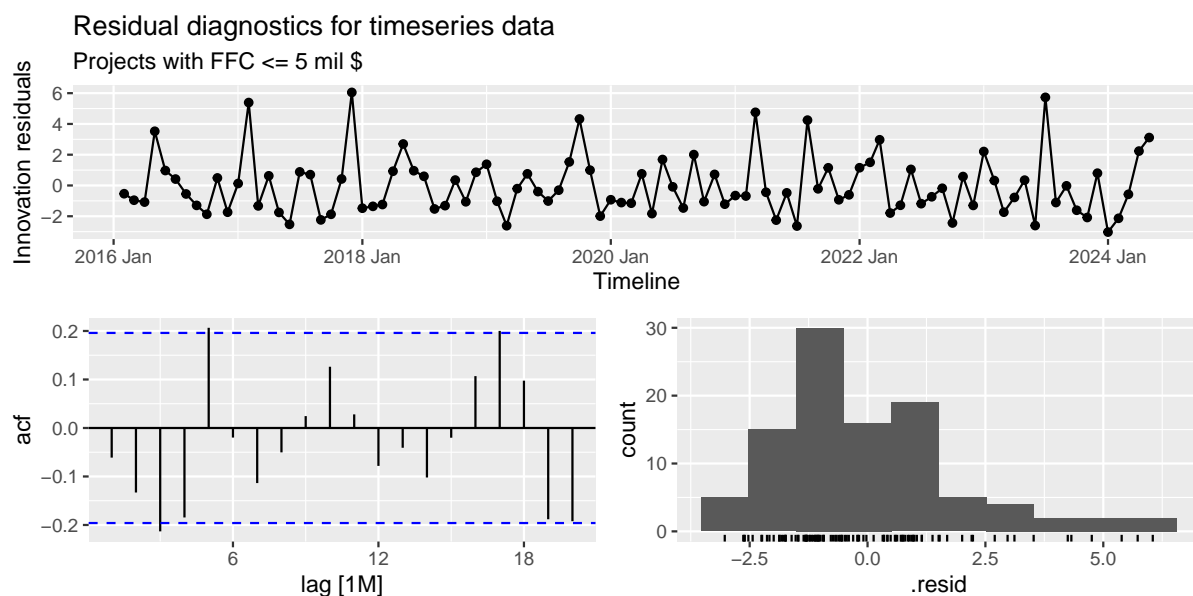 Residual diagnostics for timeseries data
Projects with FFC <= 5 mil $
Innovation residuals
6
4
2
0
−2
2016 Jan
2018 Jan
2020 Jan
2022 Jan
2024 Jan
Timeline
acf
0.2
0.1
0.0
−0.1
−0.2
6
12
18
lag [1M]
count
30
20
10
0
−2.5
0.0
2.5
5.0
.resid